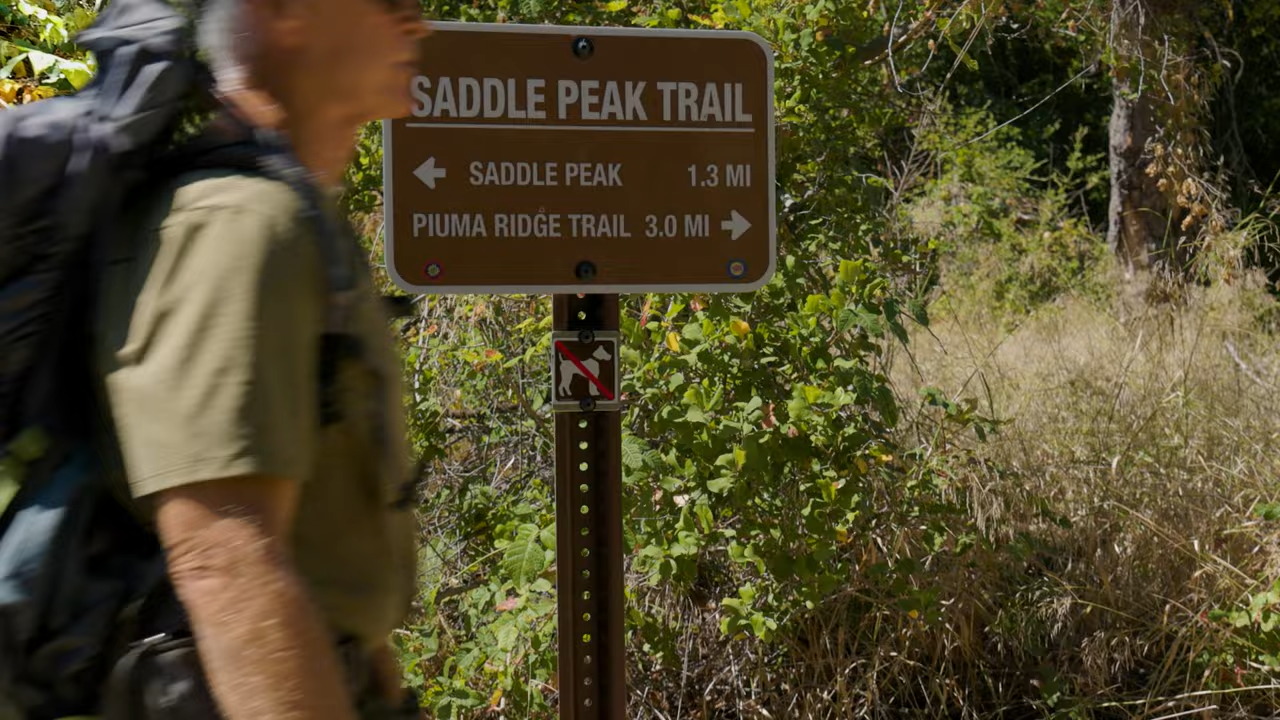 SADDLE PEAK TRAIL
SADDLE PEAK 1.3 MI
PIUMA RIDGE TRAIL 3.0 MI